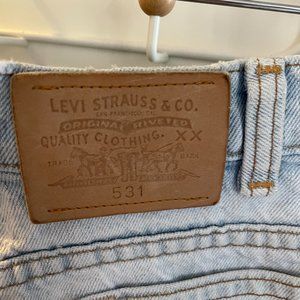 LEVI STRAUSS & CO.
SAN FRANCISCO, CAL.
ORIGINAL RIVETED
QUALITY CLOTHING. XX
TRADE MARK
531